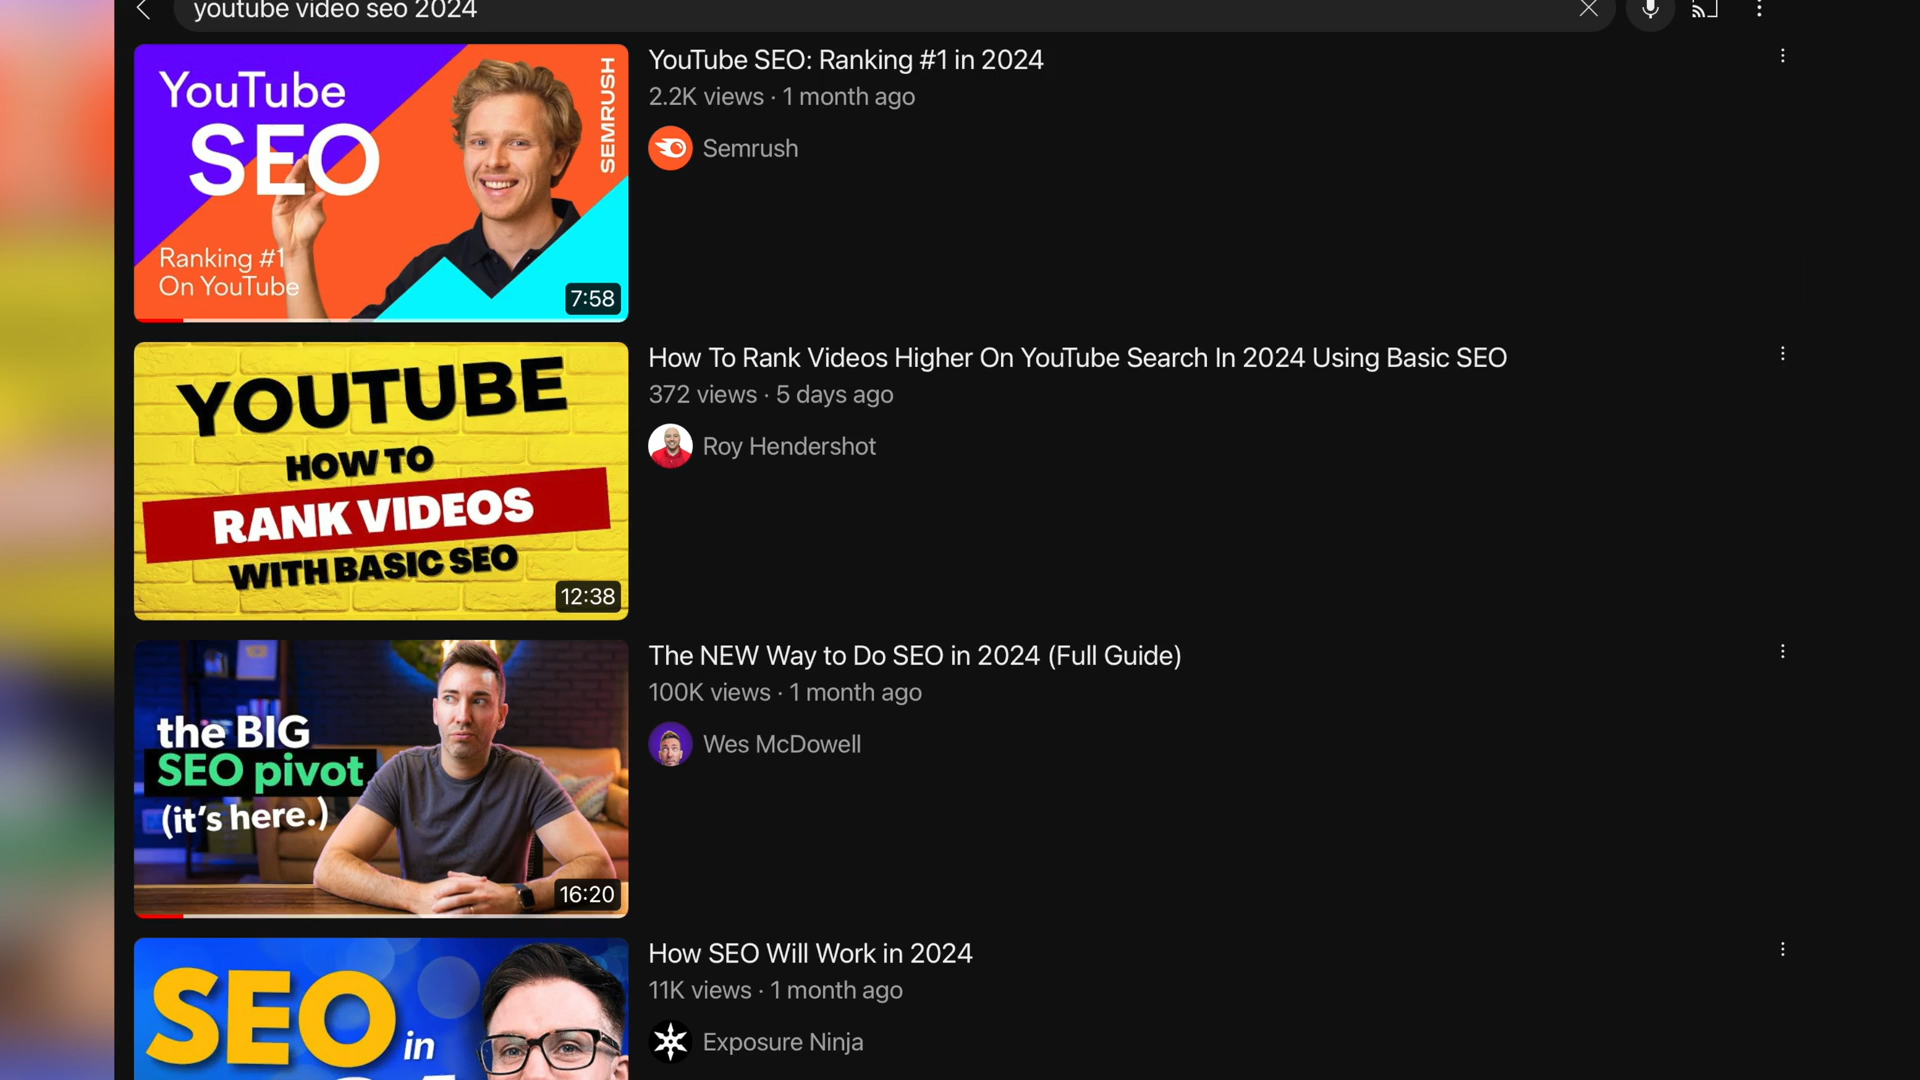 youtube video seo 2024
YouTube
SEO
SEMRUSH
Ranking #1
On YouTube
7:58
YouTube SEO: Ranking #1 in 2024
2.2K views · 1 month ago
Semrush
YOUTUBE
HOW TO
RANK VIDEOS
WITH BASIC SEO
12:38
How To Rank Videos Higher On YouTube Search In 2024 Using Basic SEO
372 views · 5 days ago
Roy Hendershot
the BIG
SEO pivot
(it's here.)
16:20
The NEW Way to Do SEO in 2024 (Full Guide)
100K views · 1 month ago
Wes McDowell
SEO in
How SEO Will Work in 2024
11K views · 1 month ago
Exposure Ninja